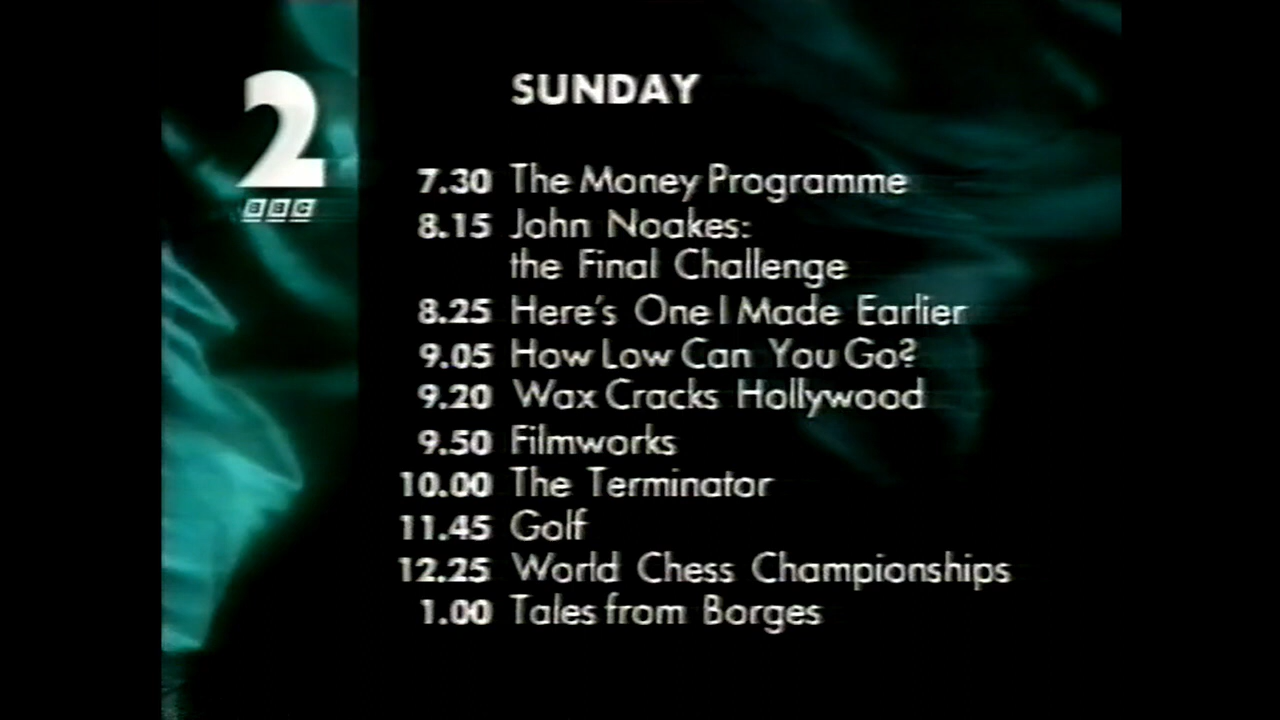 2
BBC
SUNDAY
7.30 The Money Programme
8.15 John Noakes:
the Final Challenge
8.25 Here's One I Made Earlier
9.05 How Low Can You Go?
9.20 Wax Cracks Hollywood
9.50 Filmworks
10.00 The Terminator
11.45 Golf
12.25 World Chess Championships
1.00 Tales from Borges